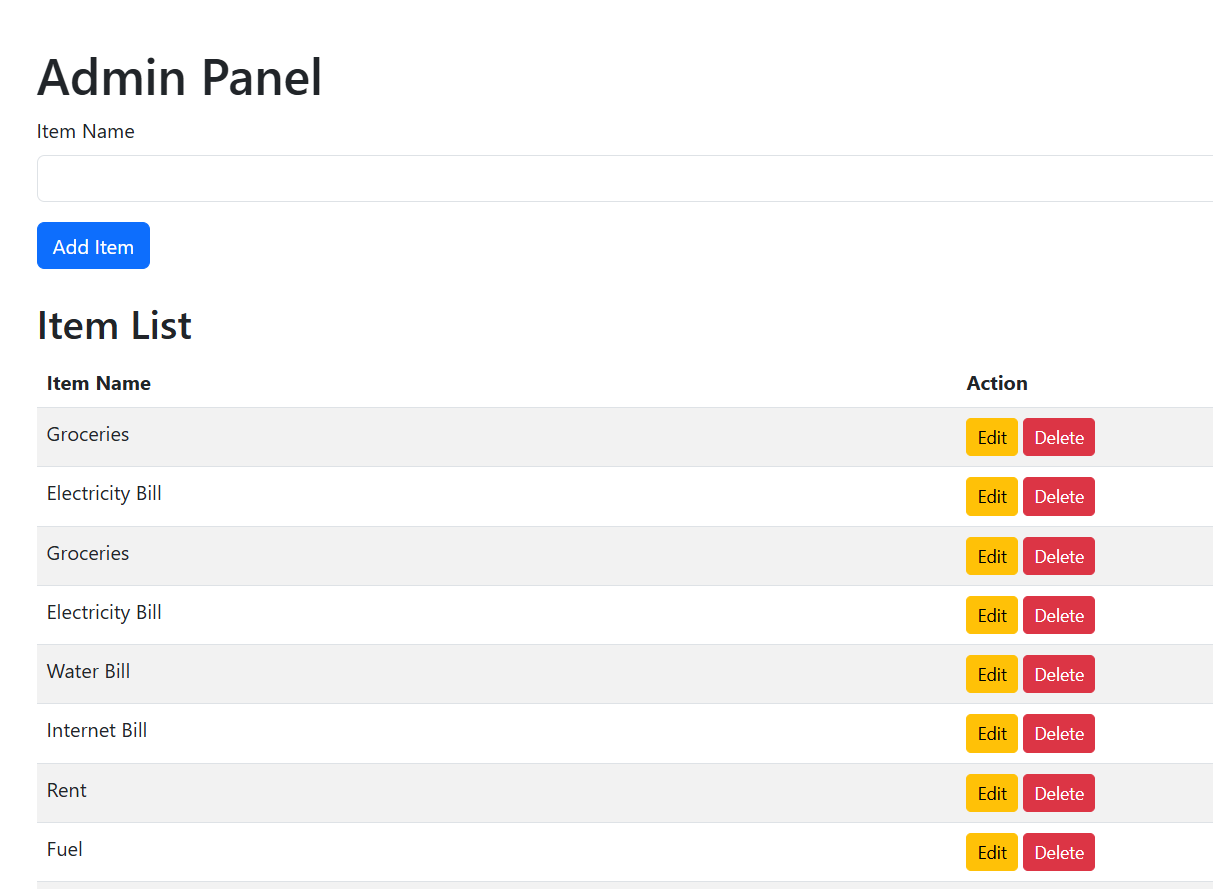 Admin Panel
Item Name
Add Item
Item List
Item Name Action
Groceries Edit Delete
Electricity Bill Edit Delete
Groceries Edit Delete
Electricity Bill Edit Delete
Water Bill Edit Delete
Internet Bill Edit Delete
Rent Edit Delete
Fuel Edit Delete